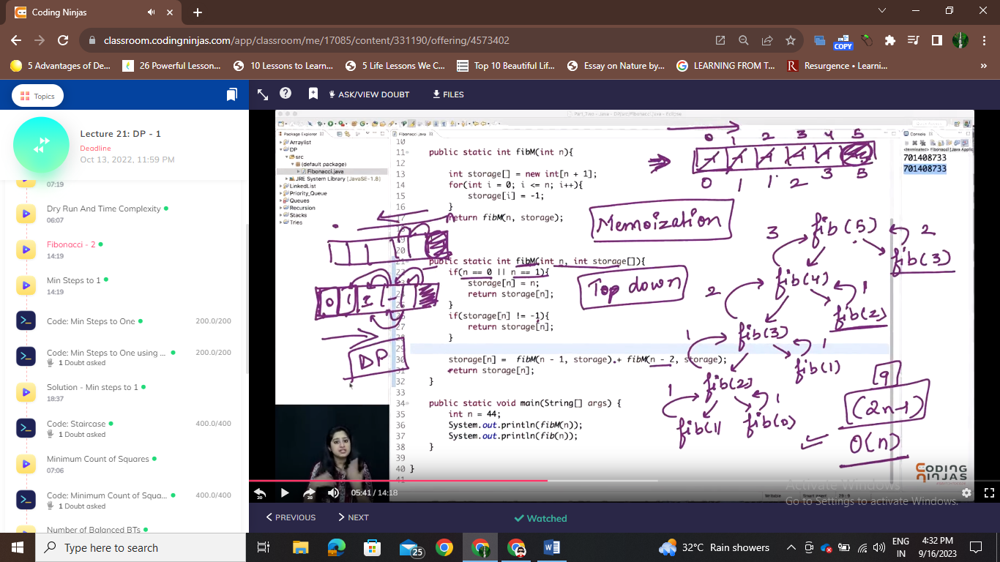 Coding Ninjas
classroom.codingninjas.com/app/classroom/me/17085/content/331190/offering/4573402
COPY
5 Advantages of De...
26 Powerful Lesson...
10 Lessons to Learn...
5 Life Lessons We C...
Top 10 Beautiful Lif...
Essay on Nature by...
LEARNING FROM T...
Resurgence • Learni...
»
Topics
ASK/VIEW DOUBT
FILES
Lecture 21: DP - 1
Deadline
Oct 13, 2022, 11:59 PM
07:19
Dry Run And Time Complexity
06:07
Fibonacci - 2
14:19
Min Steps to 1
14:19
Code: Min Steps to One
200.0/200
Code: Min Steps to One using ...
200.0/200
1 Doubt asked
Solution - Min steps to 1
18:37
Code: Staircase
400.0/400
1 Doubt asked
Minimum Count of Squares
07:06
Code: Minimum Count of Squa...
400.0/400
1 Doubt asked
Number of Balanced BTs
Part_Two - Java - DP/src/Fibonacci.java - Eclipse
Package Explorer
Arraylist
DP
src
(default package)
Fibonacci.java
JRE System Library [JavaSE-1.8]
LinkedList
Priority_Queue
Queues
Recursion
Stacks
Tries
Fibonacci.java
10
11 public static int fibM(int n){
12
13 int storage[] = new int[n + 1];
14 for(int i = 0; i <= n; i++){
15 storage[i] = -1;
16 }
17 return fibM(n, storage);
20
21 public static int fibM(int n, int storage[]){
22 if(n == 0 || n == 1){
23 storage[n] = n;
return storage[n];
}
26 if(storage[n] != -1){
27 return storage[n];
28 }
29
30 storage[n] = fibM(n - 1, storage) + fibM(n - 2, storage);
31 return storage[n];
32 }
33
34 public static void main(String[] args) {
35 int n = 44;
36 System.out.println(fibM(n));
37 System.out.println(fib(n));
38 }
39
40 }
41
Console
<terminated> Fibonacci [Java Applic
701408733
701408733
0 1 2 3 4 5
0 1 1 2 3 5
Memoization
Top down
0 1 1 -1
DP
3 fib(5) 2
fib(3)
fib(4) 1
2 fib(2)
1 fib(3) 1
fib(1)
1 fib(2) 1
fib(1) fib(0)
9
(2n-1)
O(n)
CODING
NINJAS
Writable
Smart Insert
29 : 9
20
20
05:41 / 14:18
Activate Windows
Go to Settings to activate Windows.
PREVIOUS
NEXT
Watched
Type here to search
25
32°C Rain showers
ENG
IN
4:32 PM
9/16/2023